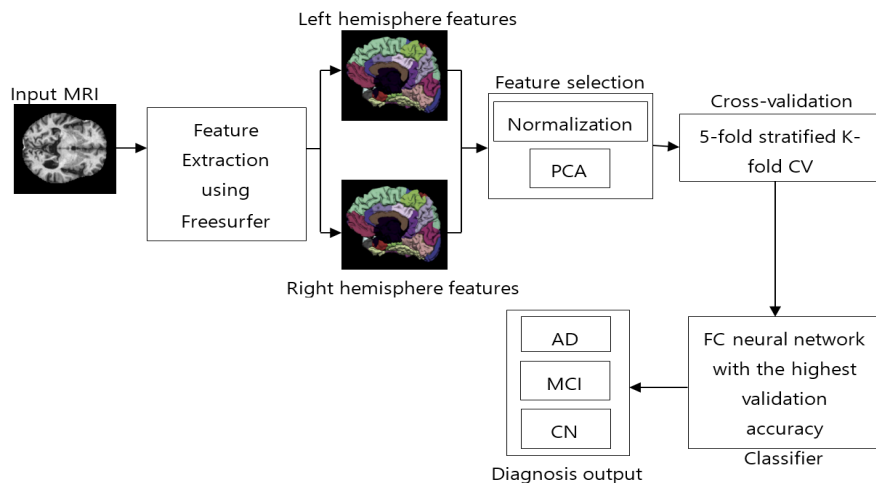 Left hemisphere features
Input MRI
Feature
Extraction
using
Freesurfer
Right hemisphere features
Feature selection
Normalization
PCA
Cross-validation
5-fold stratified K-
fold CV
FC neural network
with the highest
validation
accuracy
Classifier
AD
MCI
CN
Diagnosis output